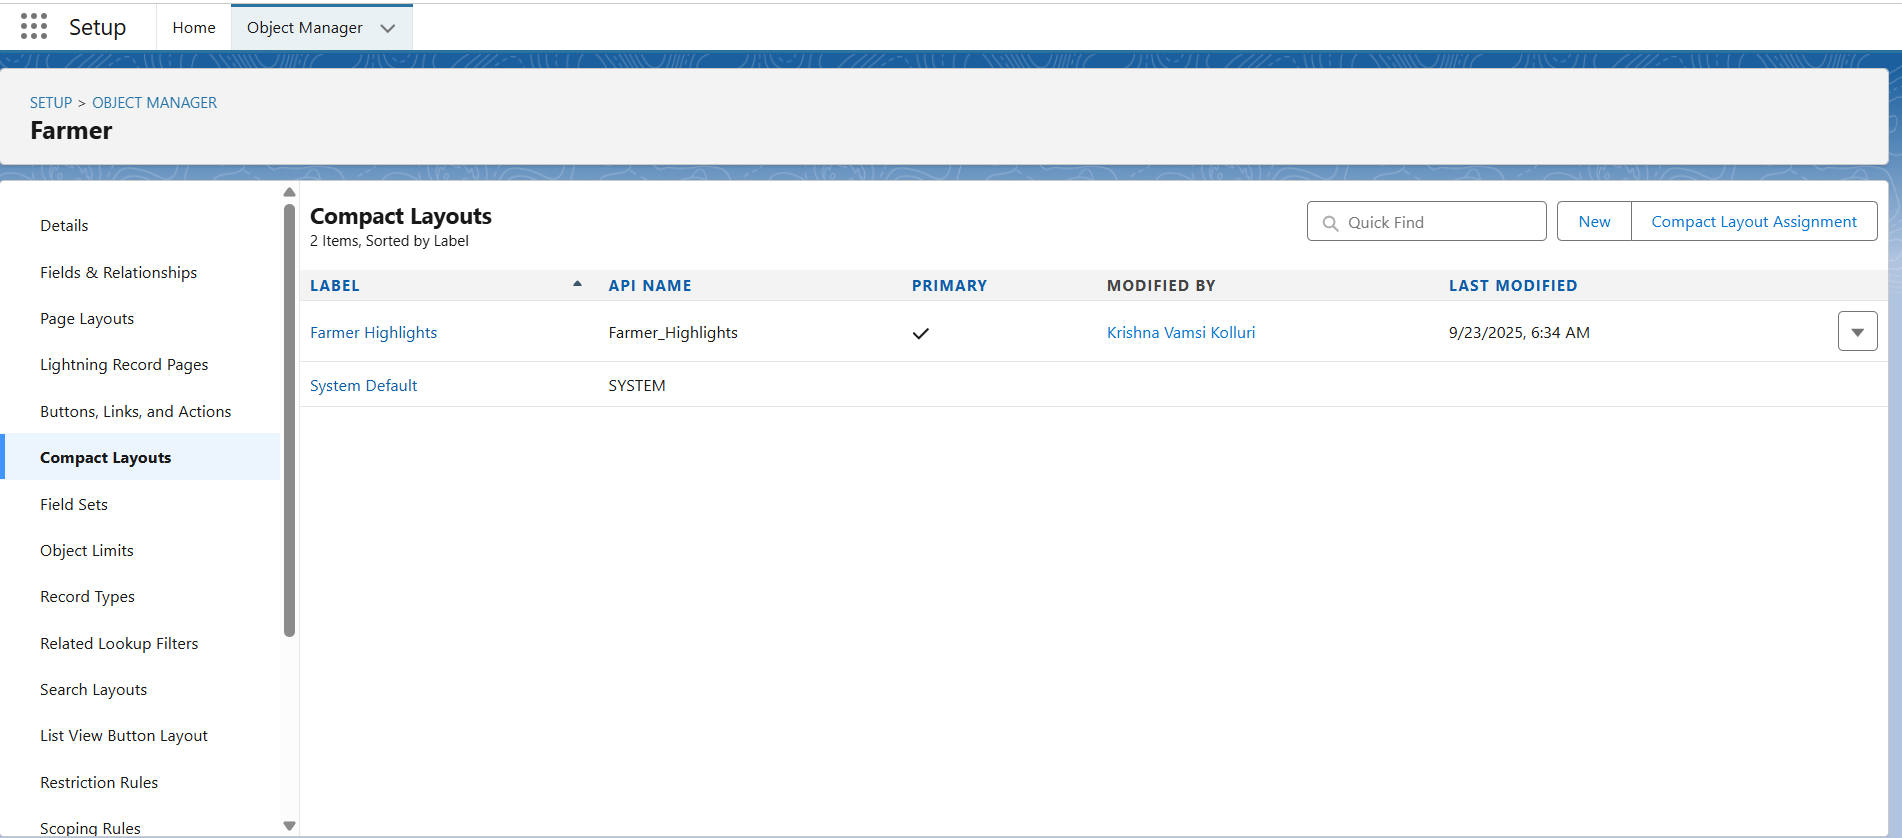 Setup
Home
Object Manager
SETUP > OBJECT MANAGER
Farmer
Details
Fields & Relationships
Page Layouts
Lightning Record Pages
Buttons, Links, and Actions
Compact Layouts
Field Sets
Object Limits
Record Types
Related Lookup Filters
Search Layouts
List View Button Layout
Restriction Rules
Scoping Rules
Compact Layouts
2 Items, Sorted by Label
Quick Find
New
Compact Layout Assignment
LABEL API NAME PRIMARY MODIFIED BY LAST MODIFIED
Farmer Highlights Farmer_Highlights Krishna Vamsi Kolluri 9/23/2025, 6:34 AM
System Default SYSTEM